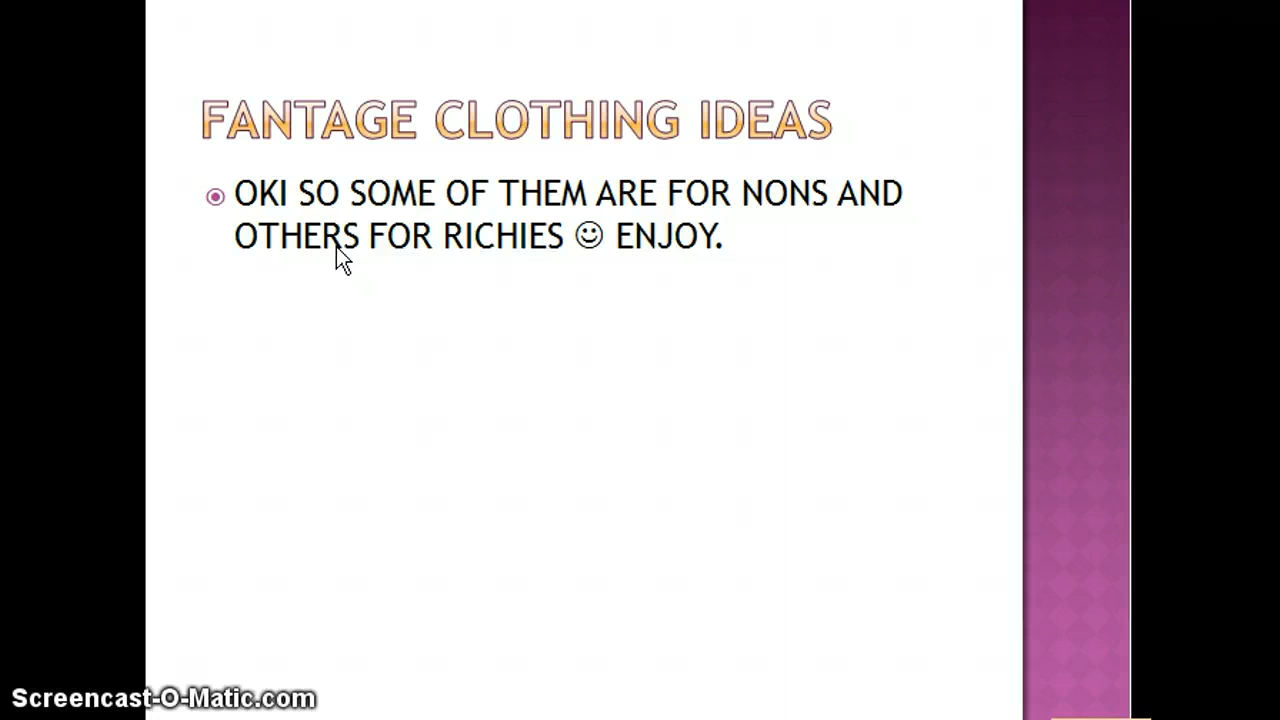 FANTAGE CLOTHING IDEAS
OKI SO SOME OF THEM ARE FOR NONS AND
OTHERS FOR RICHIES ☺ ENJOY.
Screencast-O-Matic.com